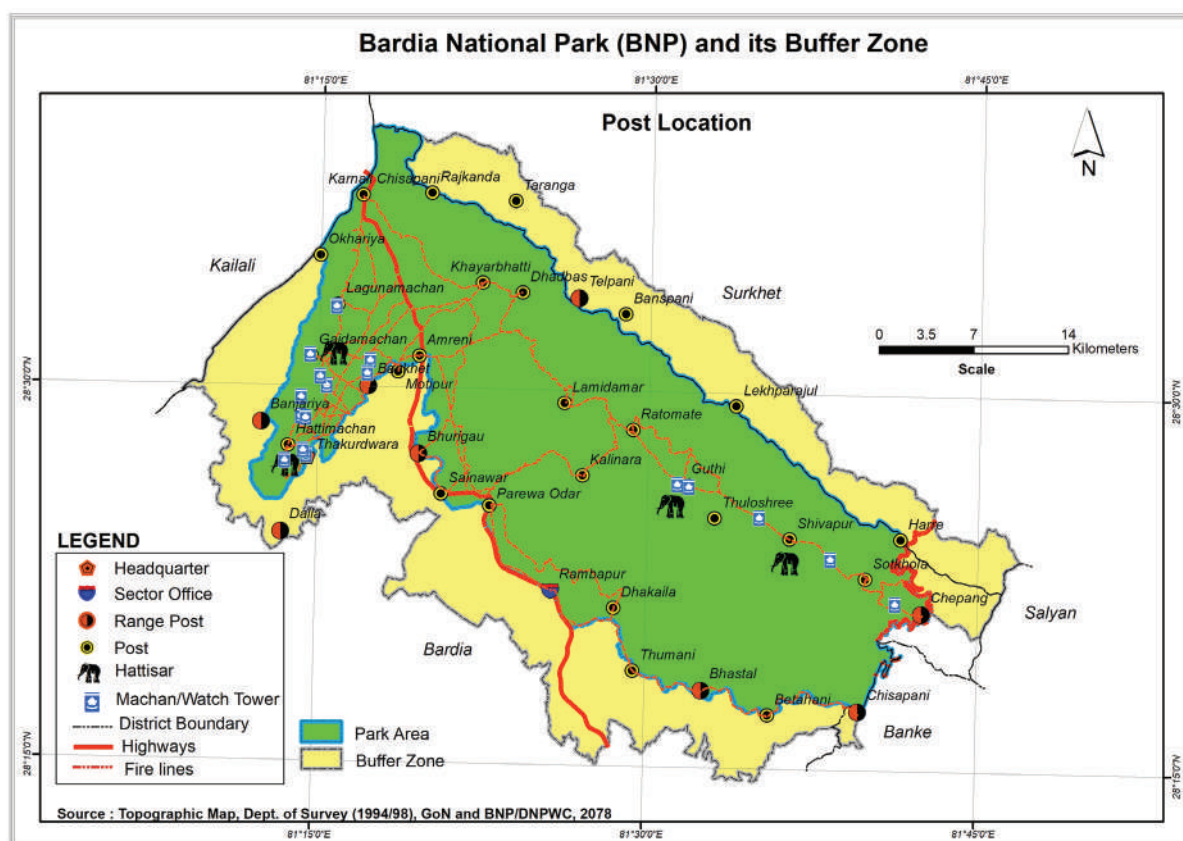 Bardia National Park (BNP) and its Buffer Zone
81°15'0"E
81°30'0"E
81°45'0"E
Post Location
N
Karnali Chisapani
Rajkanda
Taranga
Okhariya
Kailali
Khayarbhatti
Dhadbas
Telpani
Banspani
Surkhet
Lagunamachan
0 3.5 7 14
Kilometers
Scale
Gaidamachan
Amreni
Bagkhet
Motipur
28°30'0"N
28°30'0"N
Lamidamar
Lekhparajul
Banjariya
Ratomate
Hattimachan
Thakurdwara
Bhurigau
Kalinara
Guthi
Sainawar
Parewa Odar
Thuloshree
Shivapur
Harre
Dalla
Sotkhola
Rambapur
Dhakaila
Chepang
Salyan
Bardia
Thumani
Bhastal
Betahani
Chisapani
Banke
LEGEND
Headquarter
Sector Office
Range Post
Post
Hattisar
Machan/Watch Tower
District Boundary
Highways
Fire lines
Park Area
Buffer Zone
28°15'0"N
28°15'0"N
Source : Topographic Map, Dept. of Survey (1994/98), GoN and BNP/DNPWC, 2078
81°15'0"E
81°30'0"E
81°45'0"E